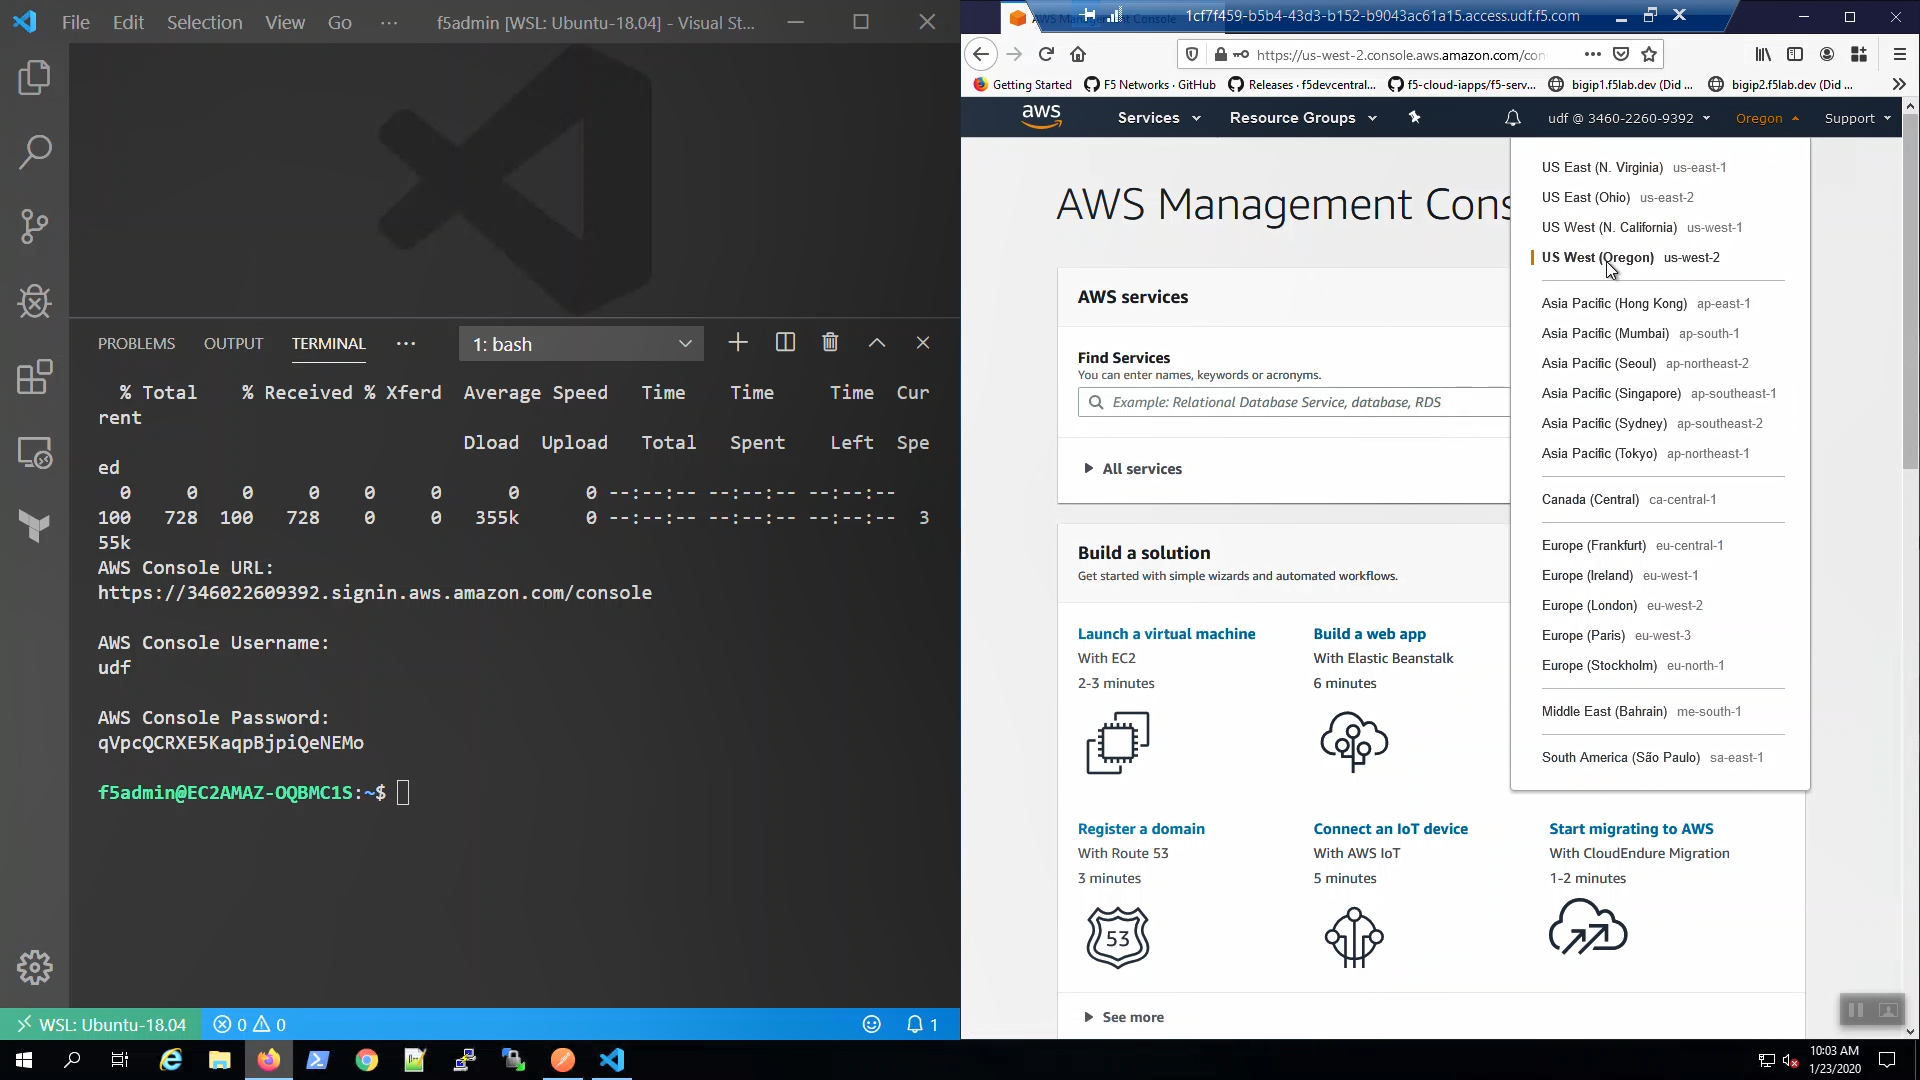 File Edit Selection View Go ··· f5admin [WSL: Ubuntu-18.04] - Visual St...
PROBLEMS OUTPUT TERMINAL ··· 1: bash
% Total % Received % Xferd Average Speed Time Time Time Cur
rent
Dload Upload Total Spent Left Spe
ed
0 0 0 0 0 0 0 0 --:--:-- --:--:-- --:--:--
100 728 100 728 0 0 355k 0 --:--:-- --:--:-- --:--:-- 3
55k
AWS Console URL:
https://346022609392.signin.aws.amazon.com/console
AWS Console Username:
udf
AWS Console Password:
qVpcQCRXE5KaqpBjpiQeNEMo
f5admin@EC2AMAZ-OQBMC1S:~$
WSL: Ubuntu-18.04 0 0 1
AWS Management Console
1cf7f459-b5b4-43d3-b152-b9043ac61a15.access.udf.f5.com
https://us-west-2.console.aws.amazon.com/con
Getting Started F5 Networks · GitHub Releases · f5devcentral... f5-cloud-iapps/f5-serv... bigip1.f5lab.dev (Did ... bigip2.f5lab.dev (Did ...
aws Services Resource Groups udf @ 3460-2260-9392 Oregon Support
AWS Management Cons
AWS services
Find Services
You can enter names, keywords or acronyms.
Example: Relational Database Service, database, RDS
All services
Build a solution
Get started with simple wizards and automated workflows.
Launch a virtual machine
With EC2
2-3 minutes
Build a web app
With Elastic Beanstalk
6 minutes
Register a domain
With Route 53
3 minutes
53
Connect an IoT device
With AWS IoT
5 minutes
Start migrating to AWS
With CloudEndure Migration
1-2 minutes
See more
US East (N. Virginia) us-east-1
US East (Ohio) us-east-2
US West (N. California) us-west-1
US West (Oregon) us-west-2
Asia Pacific (Hong Kong) ap-east-1
Asia Pacific (Mumbai) ap-south-1
Asia Pacific (Seoul) ap-northeast-2
Asia Pacific (Singapore) ap-southeast-1
Asia Pacific (Sydney) ap-southeast-2
Asia Pacific (Tokyo) ap-northeast-1
Canada (Central) ca-central-1
Europe (Frankfurt) eu-central-1
Europe (Ireland) eu-west-1
Europe (London) eu-west-2
Europe (Paris) eu-west-3
Europe (Stockholm) eu-north-1
Middle East (Bahrain) me-south-1
South America (São Paulo) sa-east-1
10:03 AM
1/23/2020